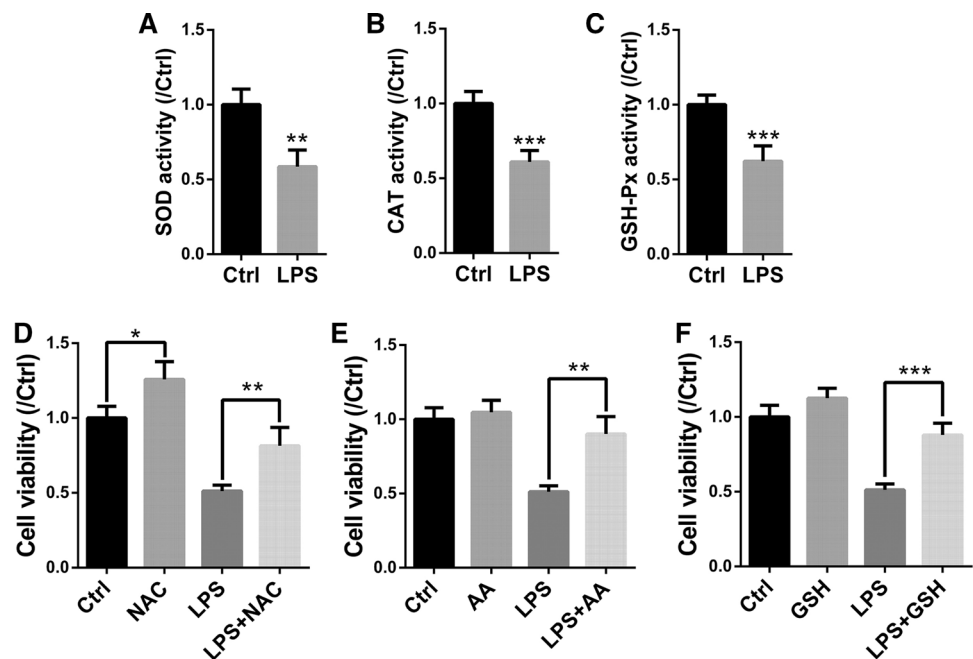 A
SOD activity (/Ctrl)
1.5
1.0
0.5
0.0
**
Ctrl LPS
B
CAT activity (/Ctrl)
1.5
1.0
0.5
0.0
***
Ctrl LPS
C
GSH-Px activity (/Ctrl)
1.5
1.0
0.5
0.0
***
Ctrl LPS
D
Cell viability (/Ctrl)
1.5
1.0
0.5
0.0
*
**
Ctrl
NAC
LPS
LPS+NAC
E
Cell viability (/Ctrl)
1.5
1.0
0.5
0.0
**
Ctrl
AA
LPS
LPS+AA
F
Cell viability (/Ctrl)
1.5
1.0
0.5
0.0
***
Ctrl
GSH
LPS
LPS+GSH